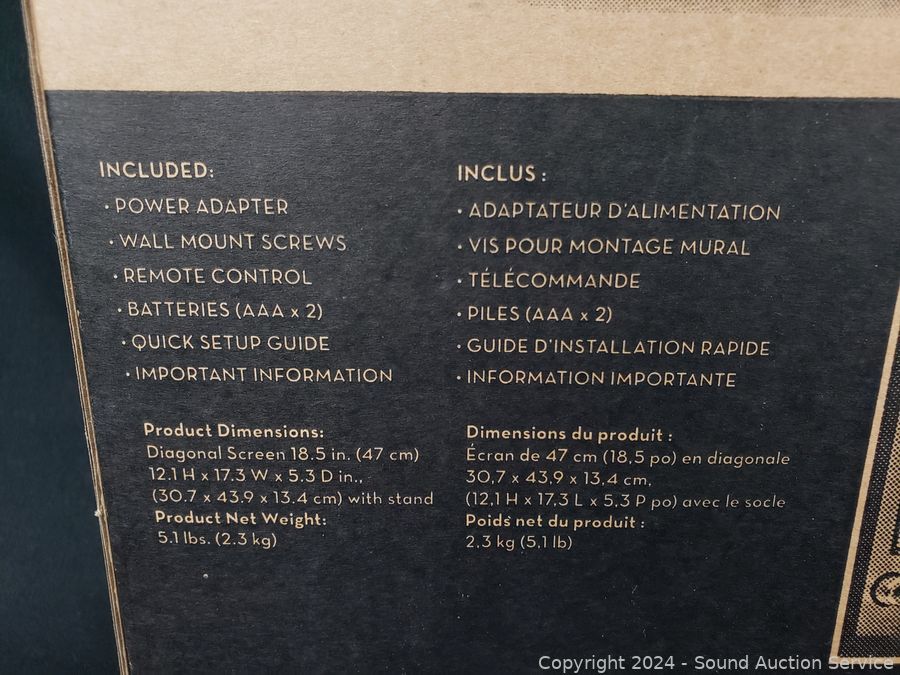 INCLUDED:
• POWER ADAPTER
• WALL MOUNT SCREWS
• REMOTE CONTROL
• BATTERIES (AAA x 2)
• QUICK SETUP GUIDE
• IMPORTANT INFORMATION
Product Dimensions:
Diagonal Screen 18.5 in. (47 cm)
12.1 H x 17.3 W x 5.3 D in.,
(30.7 x 43.9 x 13.4 cm) with stand
Product Net Weight:
5.1 lbs. (2.3 kg)
INCLUS :
• ADAPTATEUR D'ALIMENTATION
• VIS POUR MONTAGE MURAL
• TÉLÉCOMMANDE
• PILES (AAA x 2)
• GUIDE D'INSTALLATION RAPIDE
• INFORMATION IMPORTANTE
Dimensions du produit :
Écran de 47 cm (18,5 po) en diagonale
30,7 x 43,9 x 13.4 cm,
(12,1 H x 17,3 L x 5,3 P po) avec le socle
Poids net du produit :
2,3 kg (5,1 lb)
Copyright 2024 - Sound Auction Service